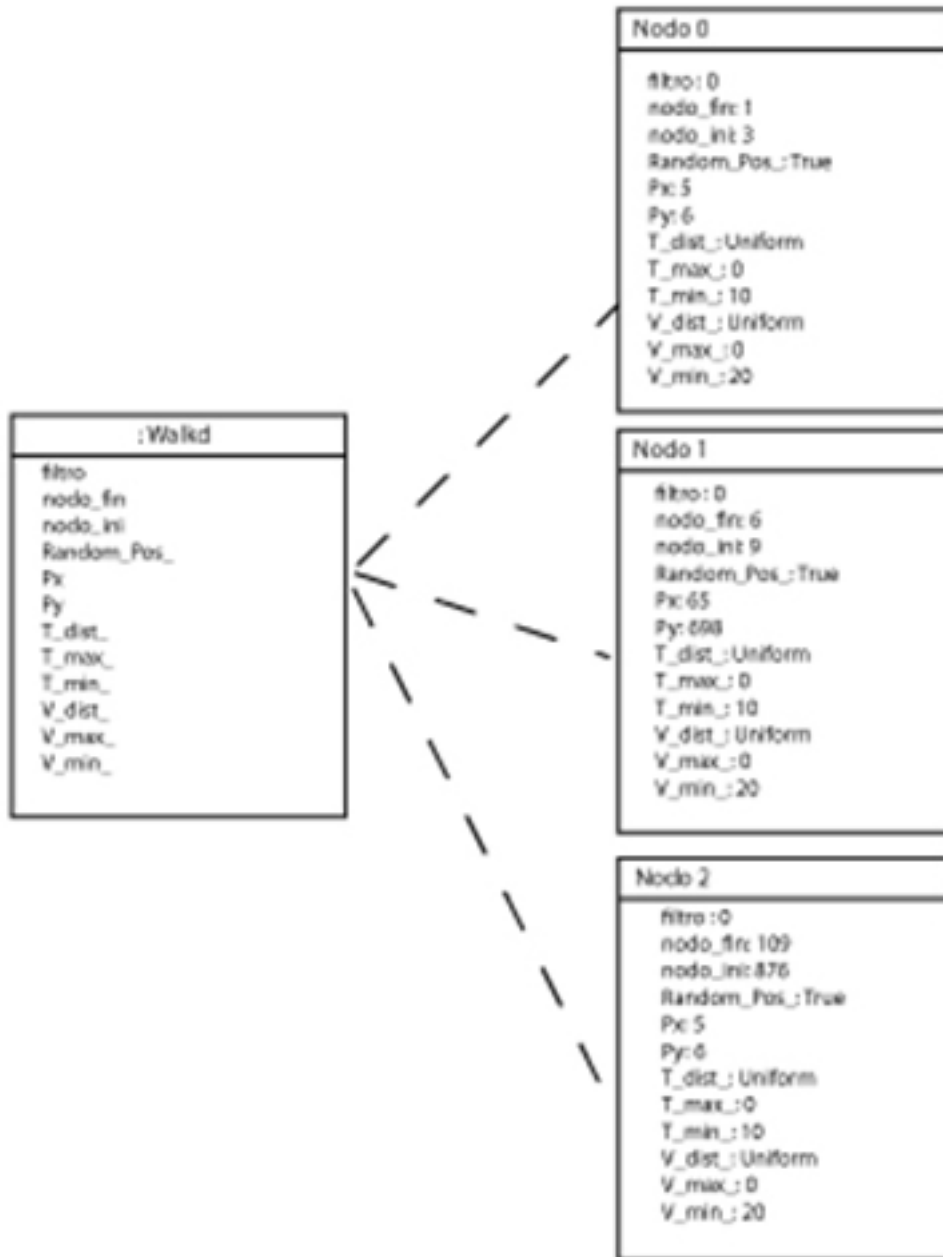 : Walkd
filtro
nodo_fin
nodo_ini
Random_Pos_
Px
Py
T_dist_
T_max_
T_min_
V_dist_
V_max_
V_min_
Nodo 0
filtro : 0
nodo_fin: 1
nodo_ini: 3
Random_Pos_: True
Px: 5
Py: 6
T_dist_: Uniform
T_max_: 0
T_min_: 10
V_dist_: Uniform
V_max_: 0
V_min_: 20
Nodo 1
filtro : 0
nodo_fin: 6
nodo_ini: 9
Random_Pos_: True
Px: 65
Py: 698
T_dist_: Uniform
T_max_: 0
T_min_: 10
V_dist_: Uniform
V_max_: 0
V_min_: 20
Nodo 2
filtro : 0
nodo_fin: 109
nodo_ini: 876
Random_Pos_: True
Px: 5
Py: 6
T_dist_: Uniform
T_max_: 0
T_min_: 10
V_dist_: Uniform
V_max_: 0
V_min_: 20